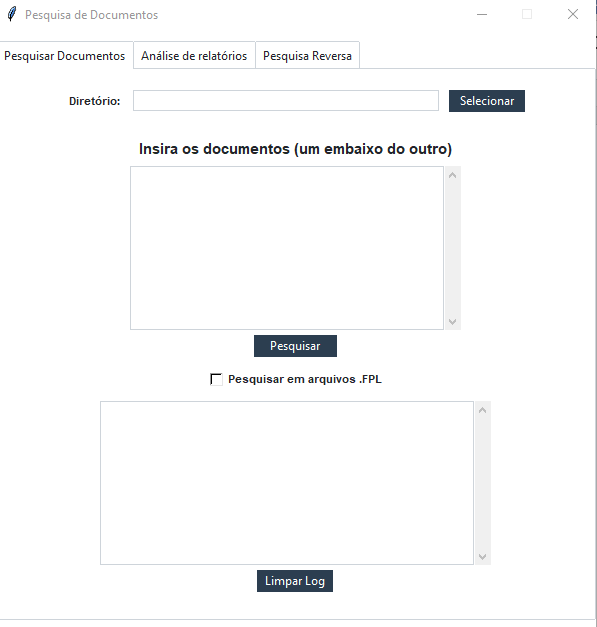 Pesquisa de Documentos
Pesquisar Documentos Análise de relatórios Pesquisa Reversa
Diretório: Selecionar
Insira os documentos (um embaixo do outro)
Pesquisar
Pesquisar em arquivos .FPL
Limpar Log